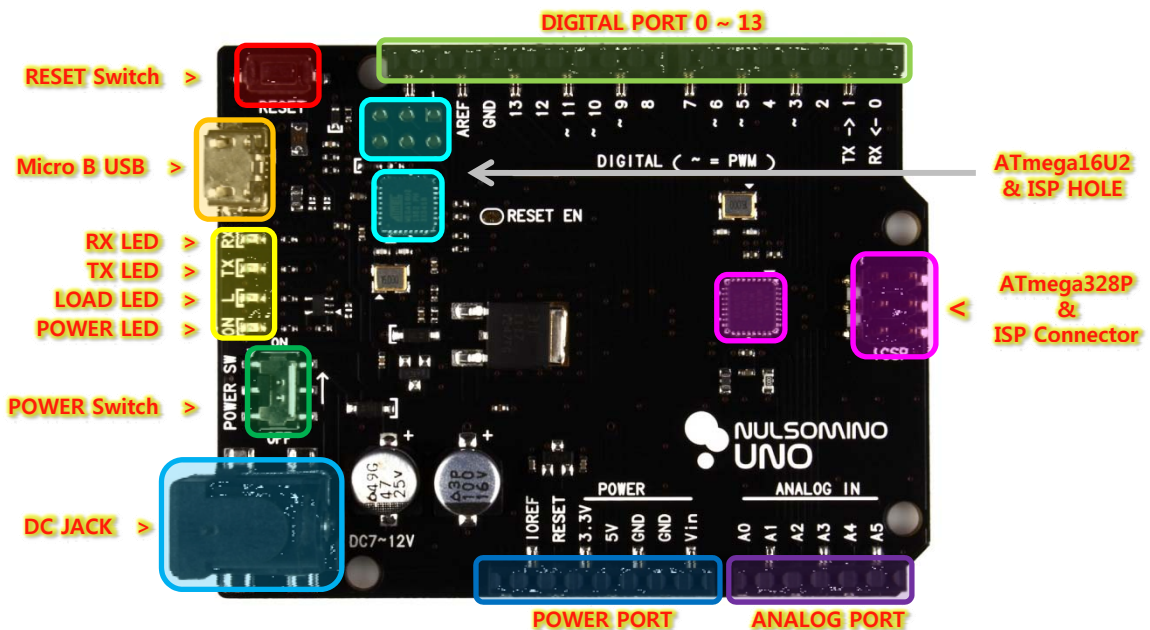 DIGITAL PORT 0 ~ 13
RESET Switch >
RESET
AREF
GND
13
12
~ 11
~ 10
~ 9
8
7
~ 6
~ 5
4
~ 3
2
TX -> 1
RX <- 0
Micro B USB >
DIGITAL ( ~ = PWM )
ATmega16U2
& ISP HOLE
RESET EN
RX LED >
TX LED >
LOAD LED >
POWER LED >
RX
TX
L
ON
ATmega328P
&
ISP Connector
<
ICSP
ON
POWER SW
POWER Switch >
OFF
NULSOMINO
UNO
+
+
649G
47
25V
100
16V
DC JACK >
DC7~12V
POWER
ANALOG IN
IOREF
RESET
3.3V
5V
GND
GND
Vin
A0
A1
A2
A3
A4
A5
POWER PORT
ANALOG PORT